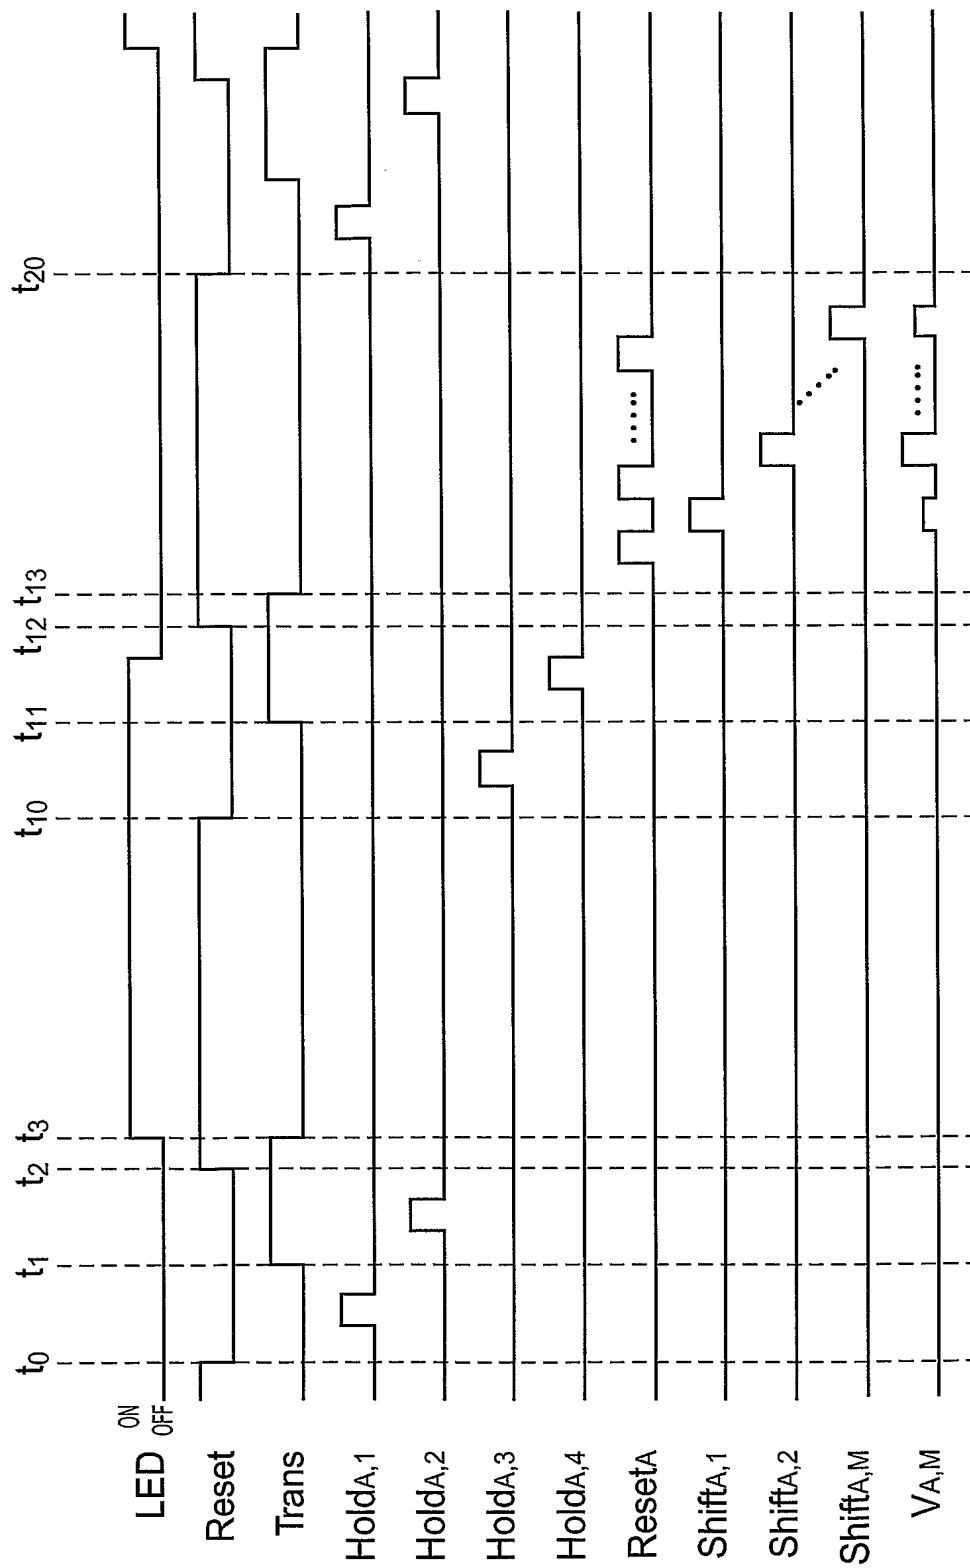 t0 t1 t2 t3 t10 t11 t12 t13 t20
LED ON OFF
Reset
Trans
HoldA,1
HoldA,2
HoldA,3
HoldA,4
ResetA
ShiftA,1
ShiftA,2
ShiftA,M
VA,M